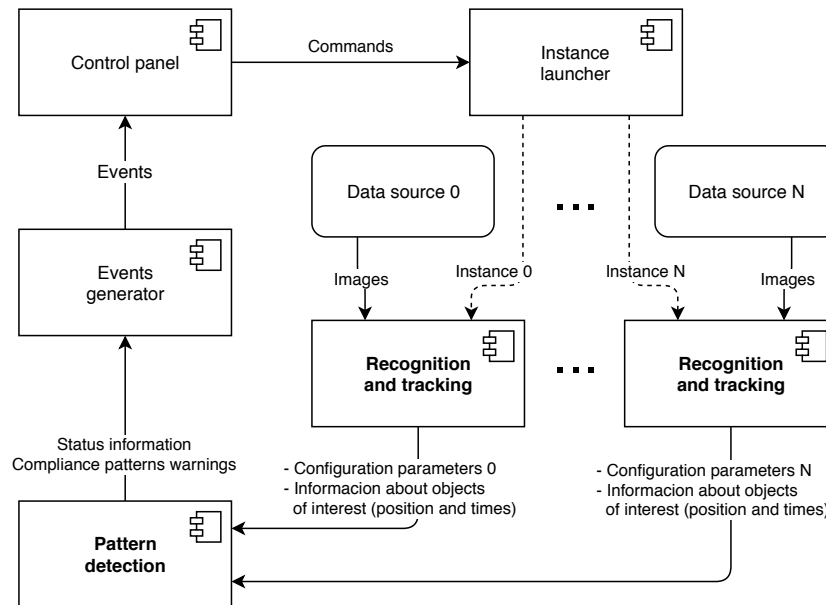 Control panel
Commands
Instance
launcher
Events
Data source 0
Data source N
Events
generator
Images
Instance 0
Instance N
Images
Recognition
and tracking
Recognition
and tracking
Status information
Compliance patterns warnings
- Configuration parameters 0
- Informacion about objects
of interest (position and times)
- Configuration parameters N
- Informacion about objects
of interest (position and times)
Pattern
detection